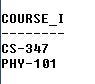 COURSE_I
--------
CS-347
PHY-101